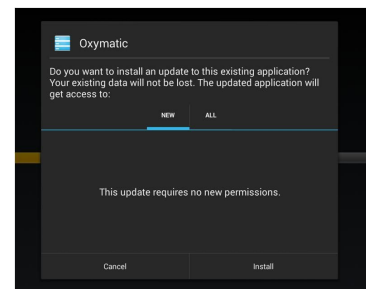 Oxymatic
Do you want to install an update to this existing application?
Your existing data will not be lost. The updated application will
get access to:
NEW ALL
This update requires no new permissions.
Cancel Install